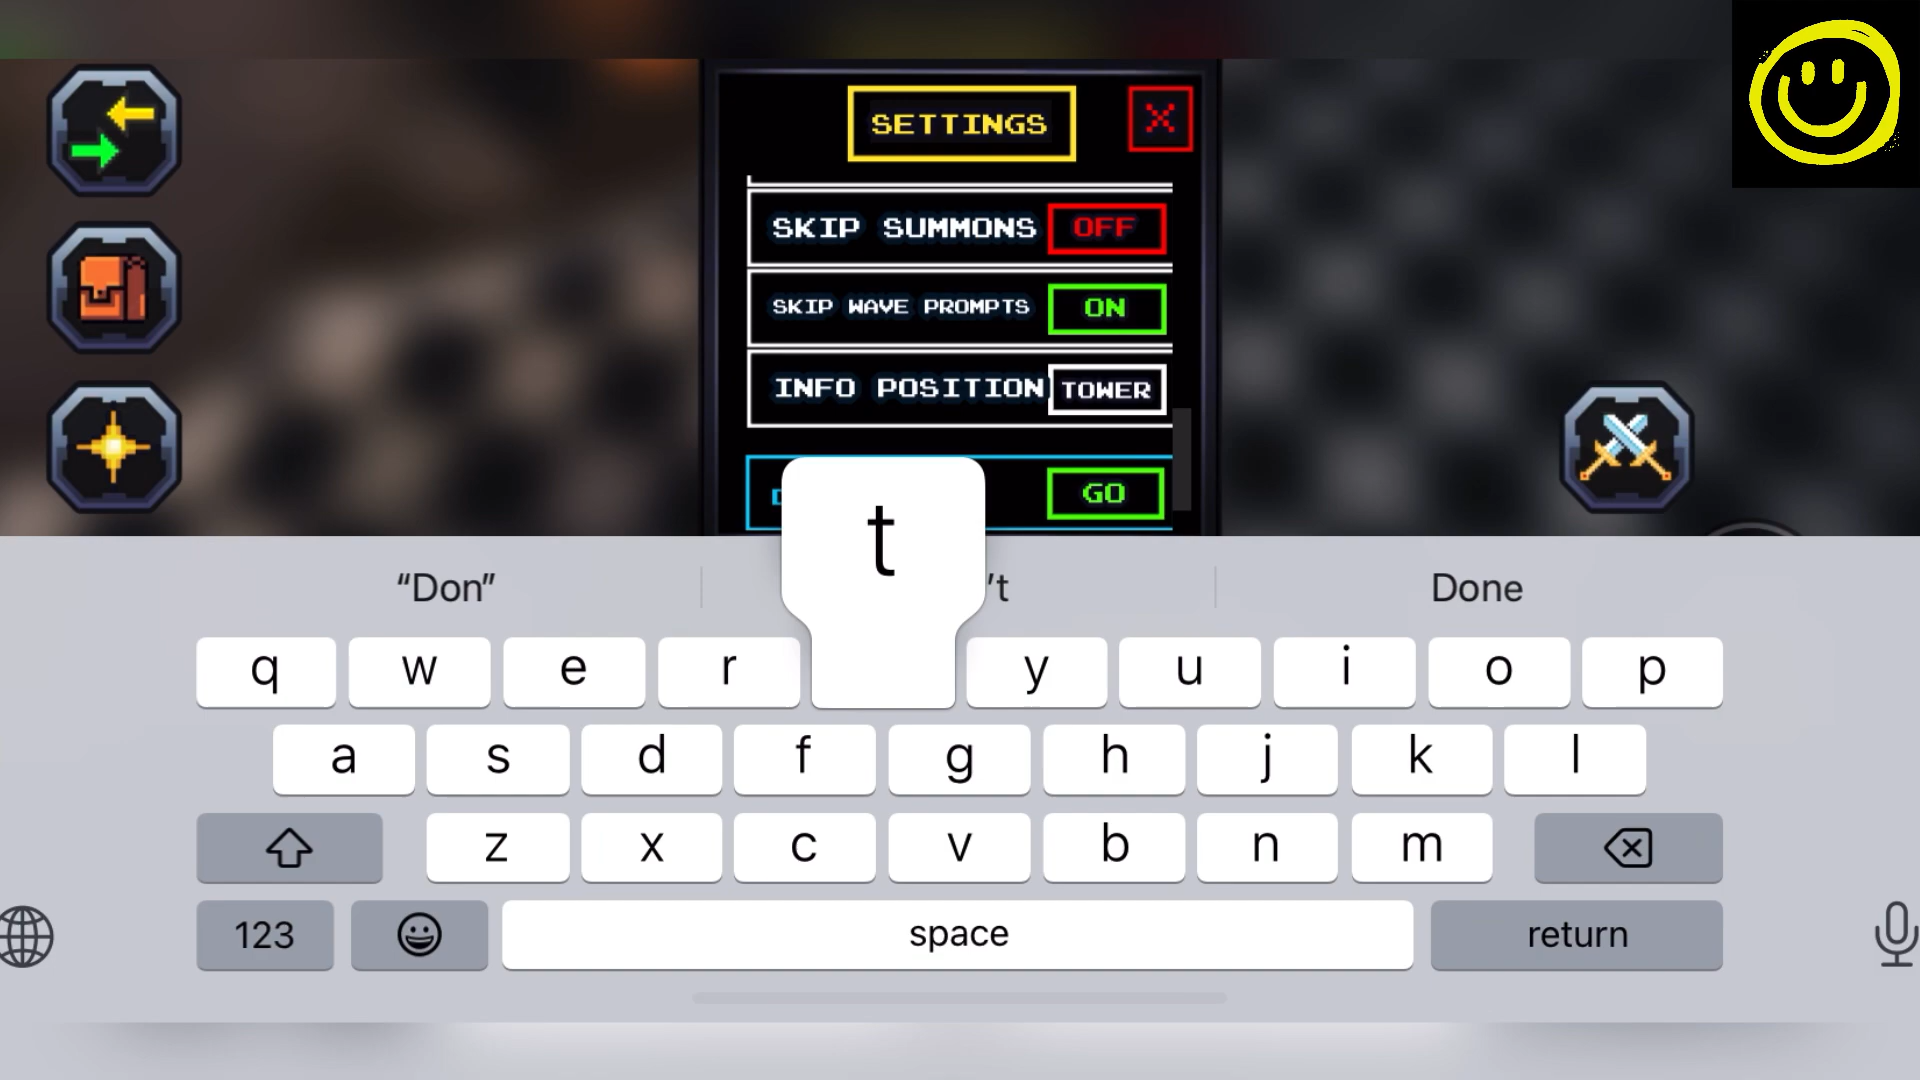 SETTINGS
SKIP SUMMONS OFF
SKIP WAVE PROMPTS ON
INFO POSITION TOWER
GO
t
“Don” ’t Done
q w e r y u i o p
a s d f g h j k l
z x c v b n m
123 space return